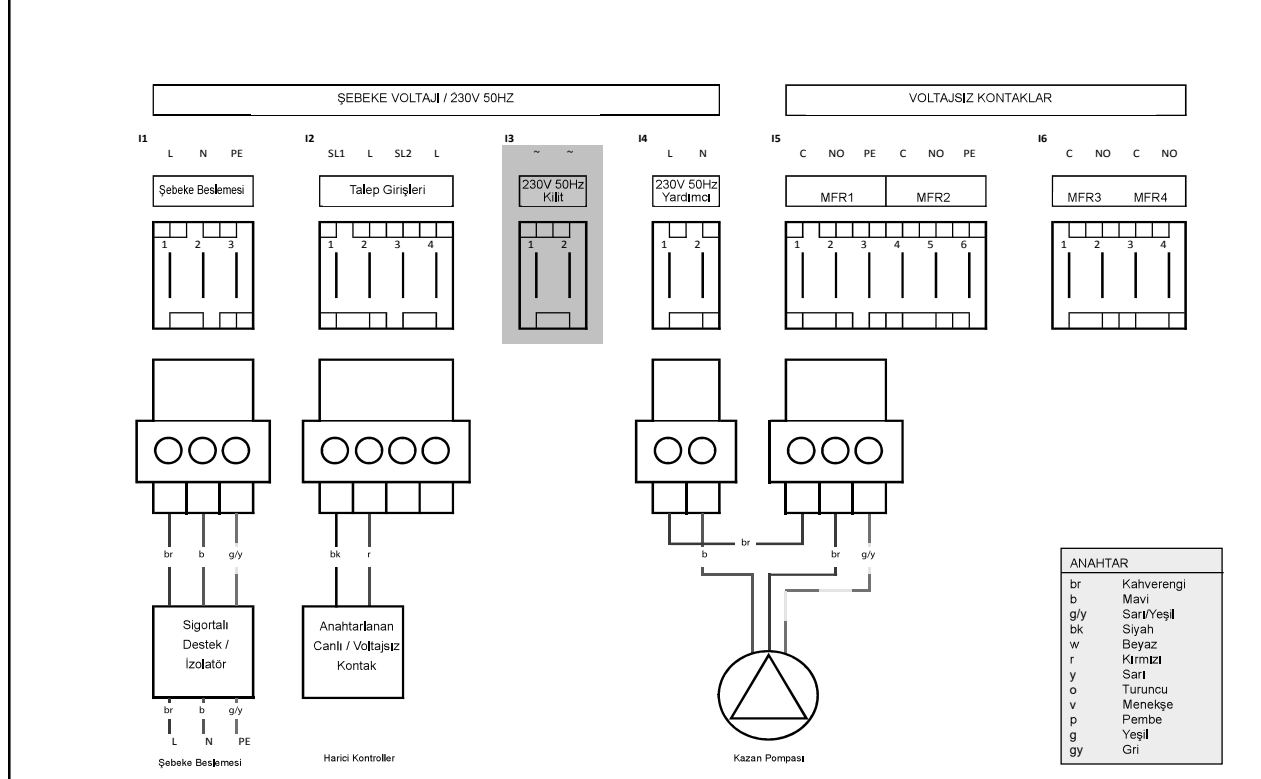 ŞEBEKE VOLTAJI / 230V 50HZ
VOLTAJSIZ KONTAKLAR
I1
I2
I3
I4
I5
I6
L N PE
SL1 L SL2 L
~ ~
L N
C NO PE C NO PE
C NO C NO
Şebeke Beslemesi
Talep Girişleri
230V 50Hz
Kilit
230V 50Hz
Yardımcı
MFR1 MFR2
MFR3 MFR4
1 2 3
1 2 3 4
1 2
1 2
1 2 3 4 5 6
1 2 3 4
br b g/y
bk r
b
br
br g/y
Sigortalı
Destek /
İzolatör
Anahtarlanan
Canlı / Voltajsız
Kontak
br b g/y
L N PE
Şebeke Beslemesi
Harici Kontroller
Kazan Pompası
ANAHTAR
br Kahverengi
b Mavi
g/y Sarı/Yeşil
bk Siyah
w Beyaz
r Kırmızı
y Sarı
o Turuncu
v Menekşe
p Pembe
g Yeşil
gy Gri